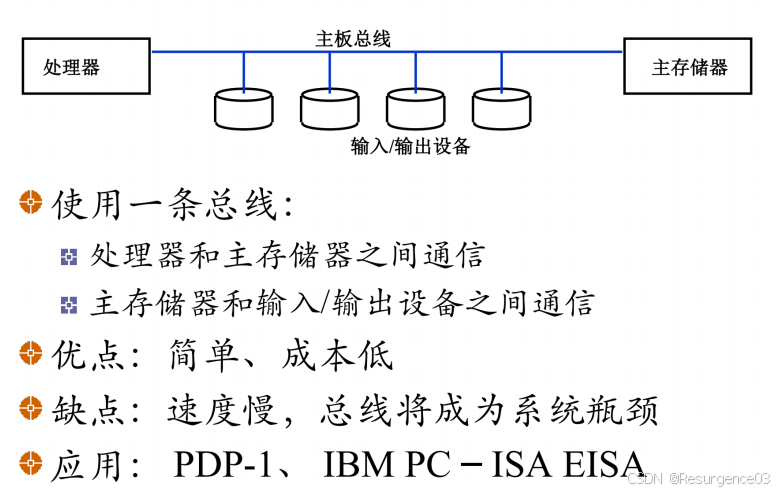 主板总线
处理器
主存储器
输入/输出设备
使用一条总线：
处理器和主存储器之间通信
主存储器和输入/输出设备之间通信
优点：简单、成本低
缺点：速度慢，总线将成为系统瓶颈
应用： PDP-1、 IBM PC – ISA EISA
CSDN @Resurgence03